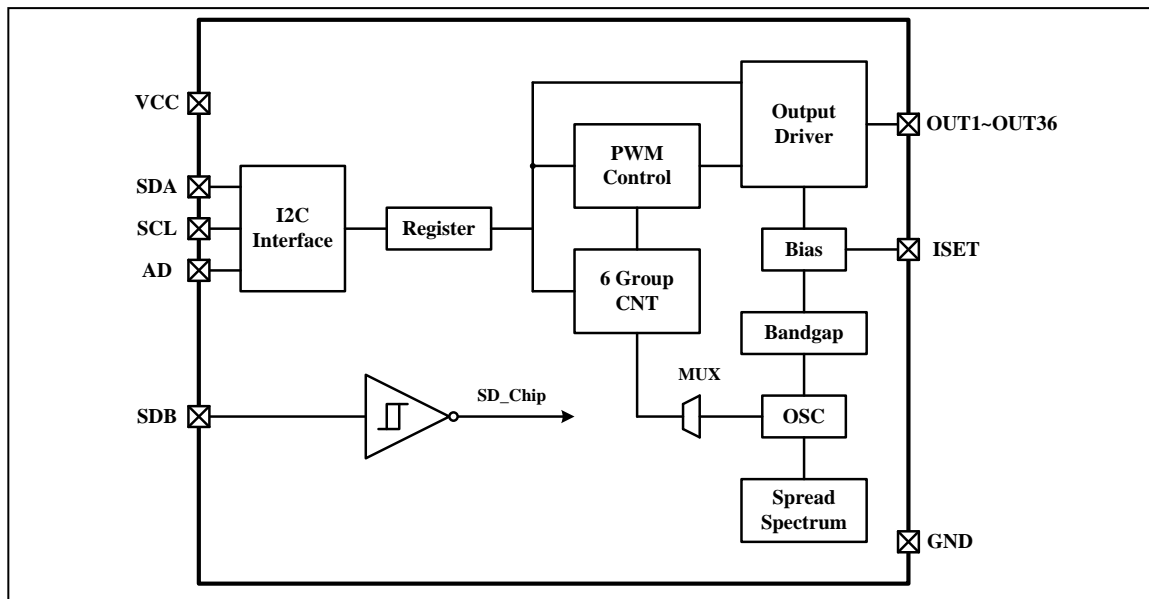 VCC
SDA
SCL
AD
SDB
I2C
Interface
Register
SD_Chip
PWM
Control
6 Group
CNT
MUX
Output
Driver
Bias
Bandgap
OSC
Spread
Spectrum
OUT1~OUT36
ISET
GND